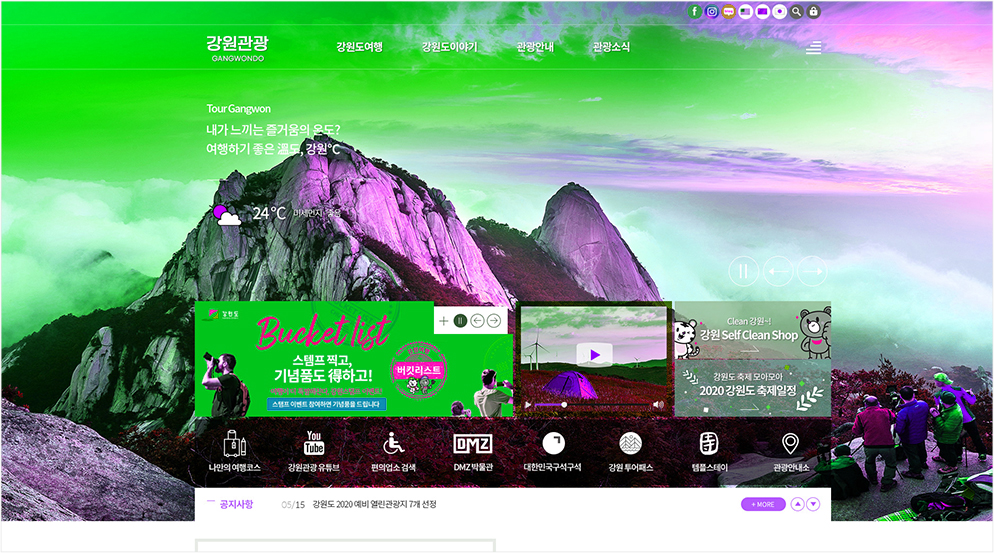 강원관광
GANGWONDO
강원도여행
강원도이야기
관광안내
관광소식
Tour Gangwon
내가 느끼는 즐거움의 온도?
여행하기 좋은 溫도, 강원℃
24℃
미세먼지 좋음
강원도
Bucket list
스템프 찍고,
기념품도 得하고!
스템프 이벤트 참여하면 기념품을 드립니다
버킷리스트
Clean 강원~!
강원 Self Clean Shop
강원도 축제 모아모아
2020 강원도 축제일정
나만의 여행코스
You
Tube
강원관광 유튜브
편의업소 검색
DMZ
DMZ 박물관
대한민국구석구석
강원 투어패스
템플스테이
관광안내소
공지사항
05/15
강원도 2020 예비 열린관광지 7개 선정
+ MORE